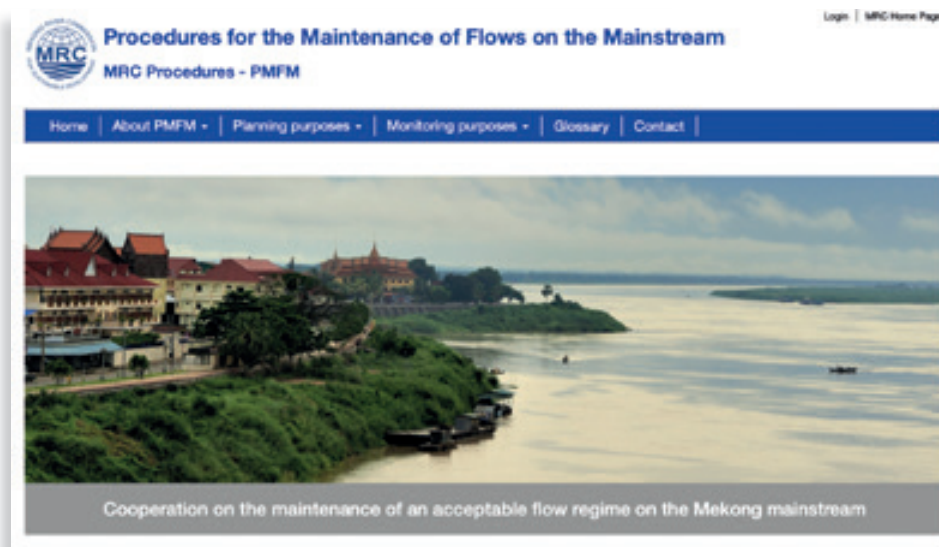 Login | MRC Home Page
MRC
Procedures for the Maintenance of Flows on the Mainstream
MRC Procedures - PMFM
Home | About PMFM | Planning purposes | Monitoring purposes | Glossary | Contact |
Cooperation on the maintenance of an acceptable flow regime on the Mekong mainstream